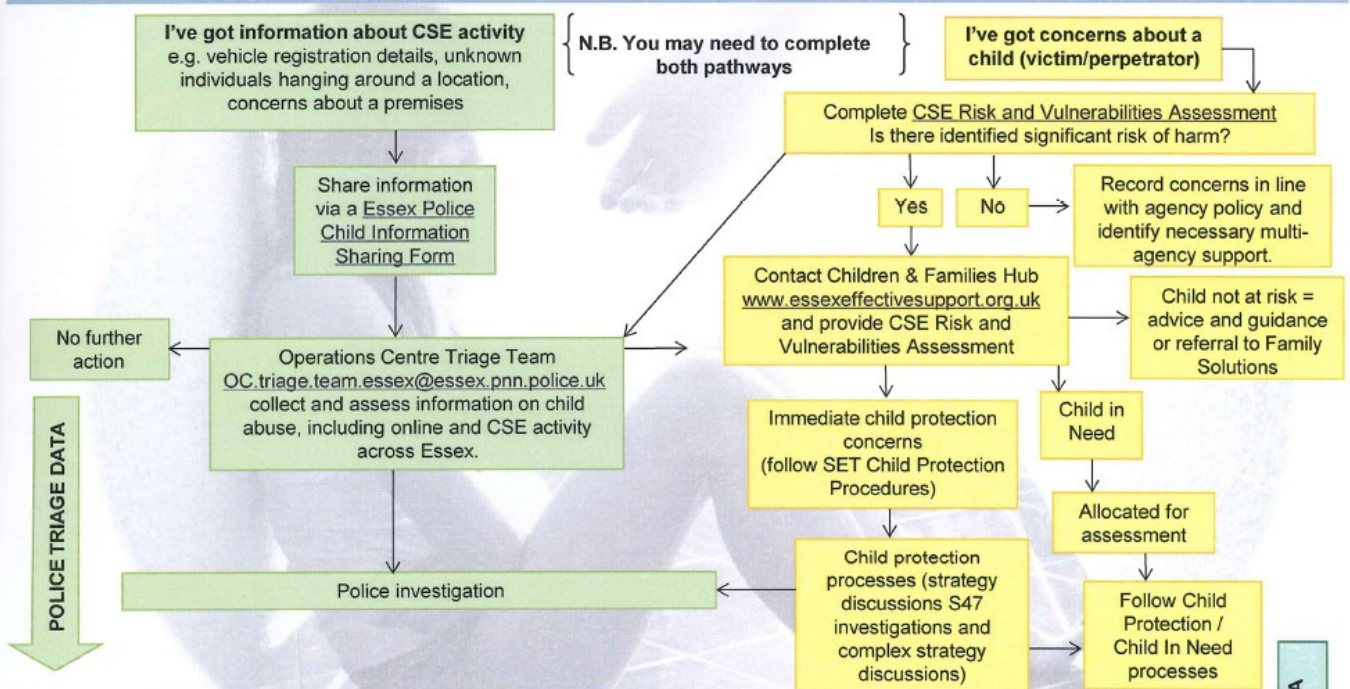 I've got information about CSE activity
e.g. vehicle registration details, unknown
individuals hanging around a location,
concerns about a premises
N.B. You may need to complete
both pathways
I've got concerns about a
child (victim/perpetrator)
Complete CSE Risk and Vulnerabilities Assessment
Is there identified significant risk of harm?
Share information
via a Essex Police
Child Information
Sharing Form
Yes
No
Record concerns in line
with agency policy and
identify necessary multi-
agency support.
Contact Children & Families Hub
www.essexeffectivesupport.org.uk
and provide CSE Risk and
Vulnerabilities Assessment
Child not at risk =
advice and guidance
or referral to Family
Solutions
No further
action
Operations Centre Triage Team
OC.triage.team.essex@essex.pnn.police.uk
collect and assess information on child
abuse, including online and CSE activity
across Essex.
Immediate child protection
concerns
(follow SET Child Protection
Procedures)
Child in
Need
Allocated for
assessment
POLICE TRIAGE DATA
Police investigation
Child protection
processes (strategy
discussions S47
investigations and
complex strategy
discussions)
Follow Child
Protection /
Child In Need
processes
A